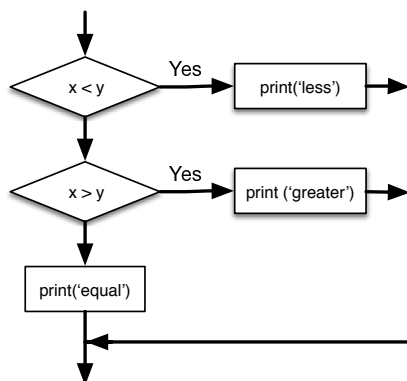 Yes
x < y
print(‘less’)
Yes
x > y
print (‘greater’)
print(‘equal’)